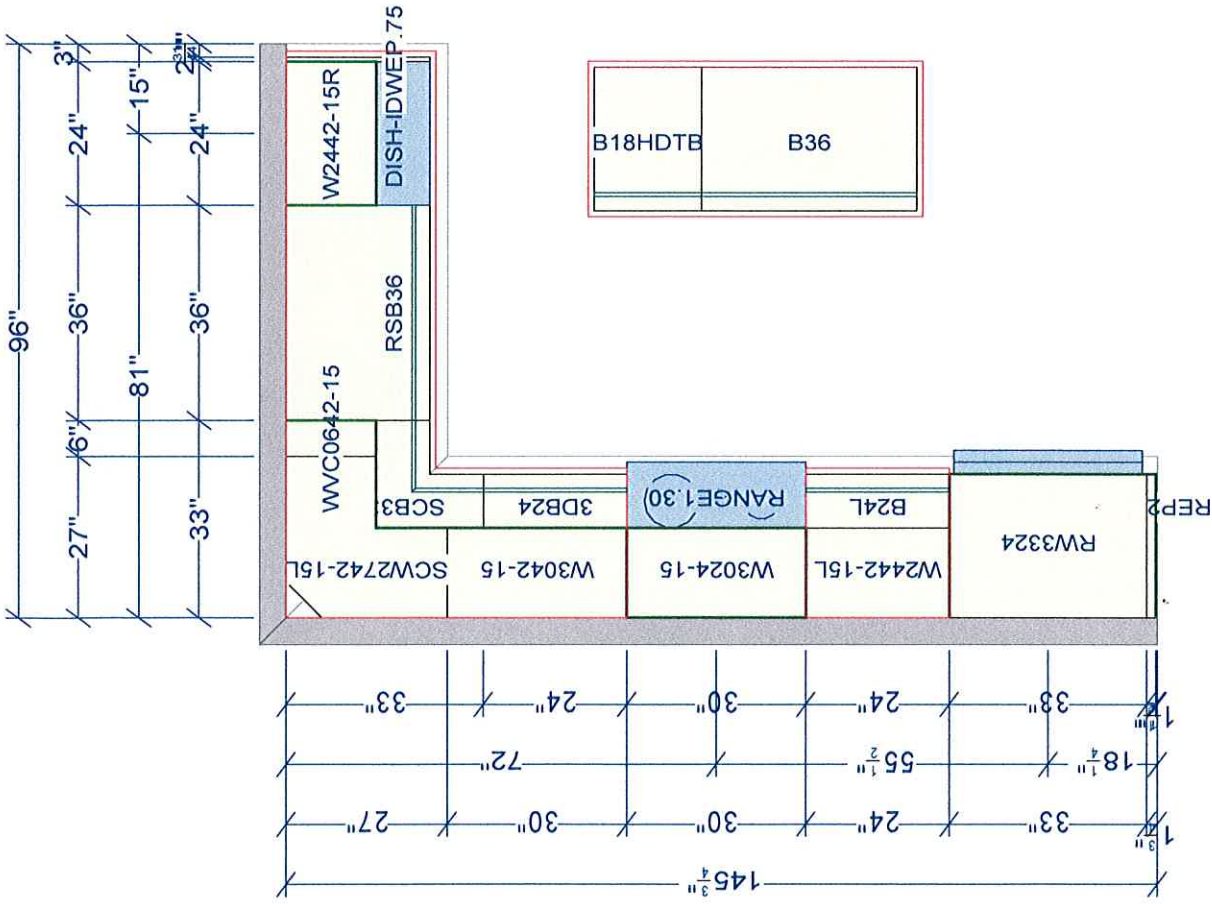 96"
3"
24"
36"
6"
27"
15"
81"
24"
36"
33"
W2442-15R
DISH-IDWEP.75
RSB36
WVC0642-15
SCB3
3DB24
RANGE1.30
B24L
SCW2742-15L
W3042-15
W3024-15
W2442-15L
RW3324
REP2
B18HDTB
B36
33"
24"
30"
24"
33"
72"
55 1/2"
18 1/4"
27"
30"
30"
24"
33"
145 3/4"